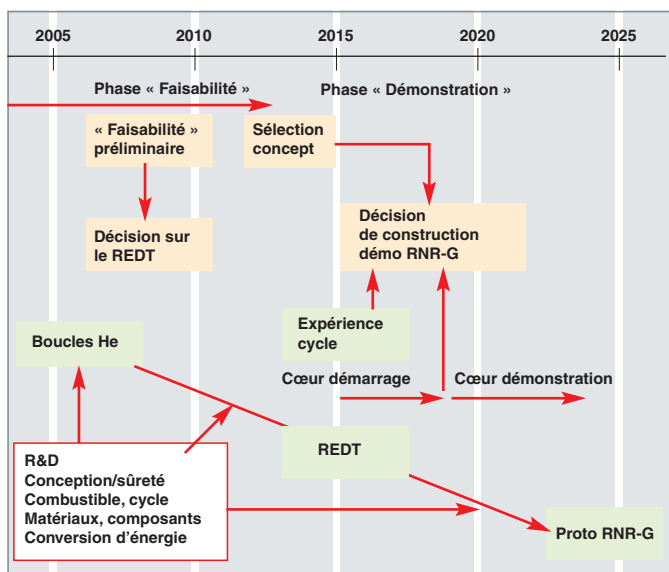 2005 2010 2015 2020 2025
Phase « Faisabilité »
Phase « Démonstration »
« Faisabilité »
préliminaire
Sélection
concept
Décision sur
le REDT
Décision
de construction
démo RNR-G
Boucles He
Expérience
cycle
Cœur démarrage
Cœur démonstration
R&D
Conception/sûreté
Combustible, cycle
Matériaux, composants
Conversion d'énergie
REDT
Proto RNR-G